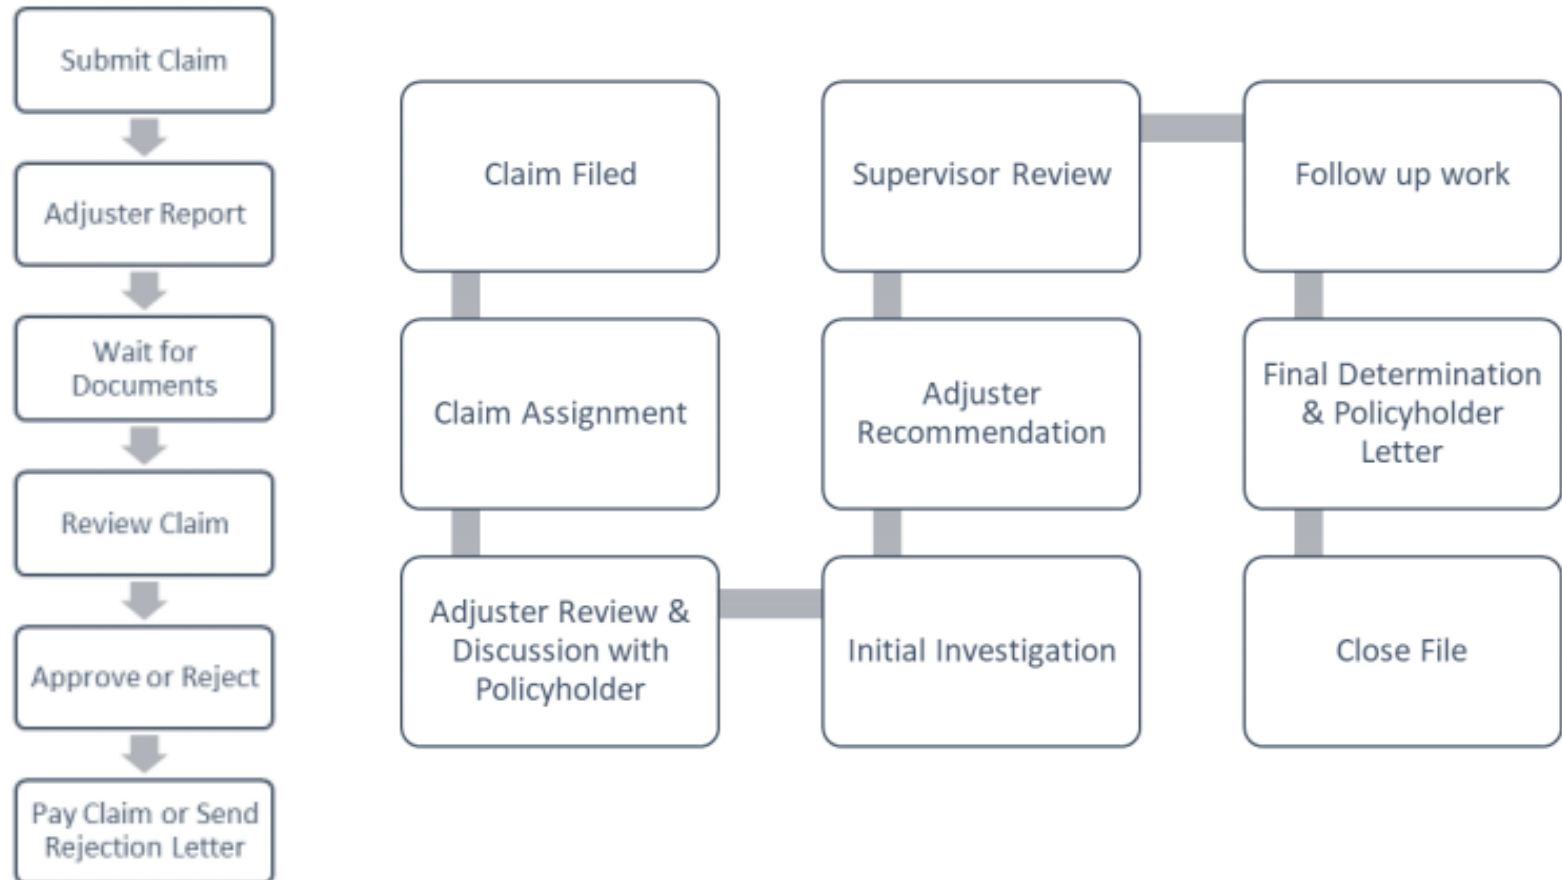 Submit Claim
Adjuster Report
Wait for
Documents
Review Claim
Approve or Reject
Pay Claim or Send
Rejection Letter
Claim Filed
Claim Assignment
Adjuster Review &
Discussion with
Policyholder
Initial Investigation
Adjuster
Recommendation
Supervisor Review
Follow up work
Final Determination
& Policyholder
Letter
Close File